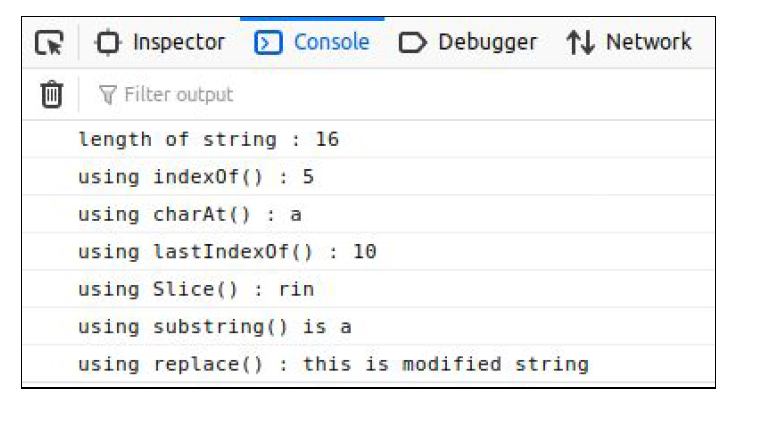 Inspector Console Debugger Network
Filter output
length of string : 16
using indexOf() : 5
using charAt() : a
using lastIndexOf() : 10
using Slice() : rin
using substring() is a
using replace() : this is modified string